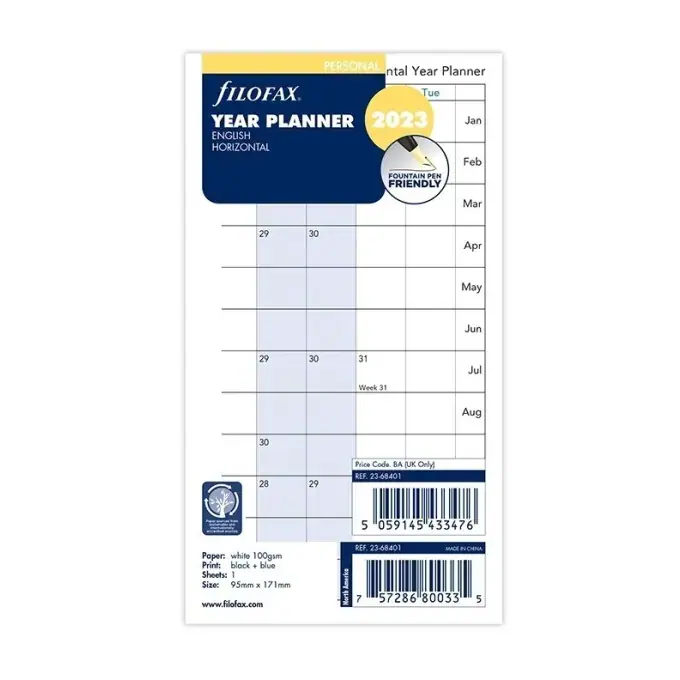 PERSONAL
ntal Year Planner
fILOFAX®
Tue
YEAR PLANNER
2023
Jan
ENGLISH
HORIZONTAL
Feb
FOUNTAIN PEN
FRIENDLY
Mar
29 30
Apr
May
Jun
29 30 31
Jul
Week 31
Aug
30
Price Code. BA (UK Only)
REF. 23-68401
28 29
5 059145 433476
REF. 23-68401
MADE IN CHINA
North America
7 57286 80033 5
Paper: white 100gsm
Print: black + blue
Sheets: 1
Size: 95mm x 171mm
www.filofax.com